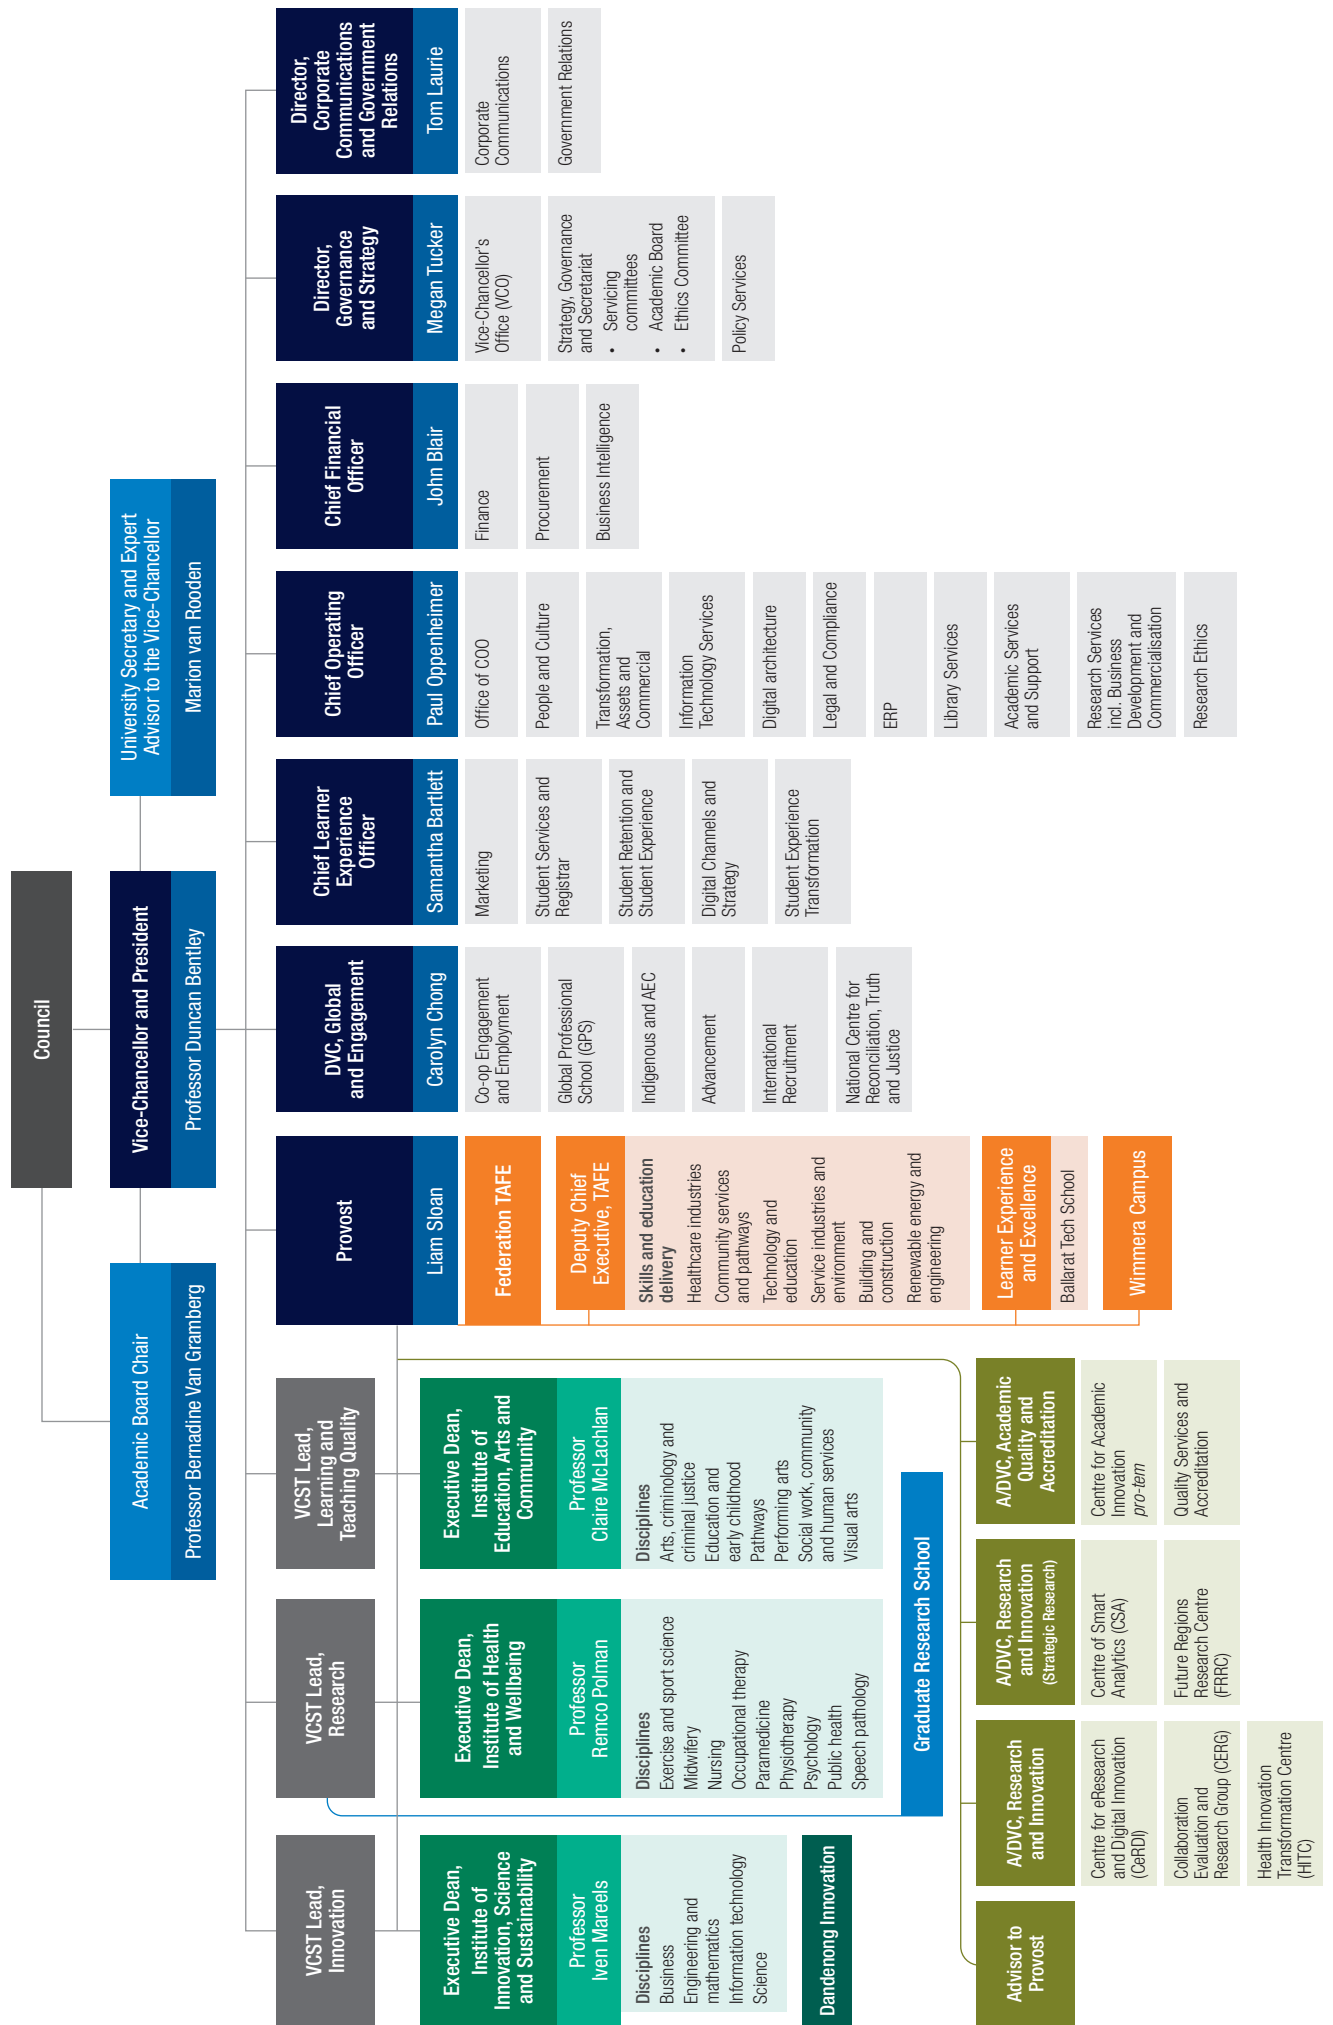 Council
Academic Board Chair
Professor Bernadine Van Gramberg
Vice-Chancellor and President
Professor Duncan Bentley
University Secretary and Expert
Advisor to the Vice-Chancellor
Marion van Rooden
VCST Lead,
Innovation
Executive Dean,
Institute of
Innovation, Science
and Sustainability
Professor
Iven Mareels
Disciplines
Business
Engineering and
mathematics
Information technology
Science
Dandenong Innovation
VCST Lead,
Research
Executive Dean,
Institute of Health
and Wellbeing
Professor
Remco Polman
Disciplines
Exercise and sport science
Midwifery
Nursing
Occupational therapy
Paramedicine
Physiotherapy
Psychology
Public health
Speech pathology
VCST Lead,
Learning and
Teaching Quality
Executive Dean,
Institute of
Education, Arts and
Community
Professor
Claire McLachlan
Disciplines
Arts, criminology and
criminal justice
Education and
early childhood
Pathways
Performing arts
Social work, community
and human services
Visual arts
Graduate Research School
Provost
Liam Sloan
Federation TAFE
Deputy Chief
Executive, TAFE
Skills and education
delivery
Healthcare industries
Community services
and pathways
Technology and
education
Service industries and
environment
Building and
construction
Renewable energy and
engineering
Learner Experience
and Excellence
Ballarat Tech School
Wimmera Campus
DVC, Global
and Engagement
Carolyn Chong
Co-op Engagement
and Employment
Global Professional
School (GPS)
Indigenous and AEC
Advancement
International
Recruitment
National Centre for
Reconciliation, Truth
and Justice
Chief Learner
Experience
Officer
Samantha Bartlett
Marketing
Student Services and
Registrar
Student Retention and
Student Experience
Digital Channels and
Strategy
Student Experience
Transformation
Chief Operating
Officer
Paul Oppenheimer
Office of COO
People and Culture
Transformation,
Assets and
Commercial
Information
Technology Services
Digital architecture
Legal and Compliance
ERP
Library Services
Academic Services
and Support
Research Services
incl. Business
Development and
Commercialisation
Research Ethics
Chief Financial
Officer
John Blair
Finance
Procurement
Business Intelligence
Director,
Governance
and Strategy
Megan Tucker
Vice-Chancellor's
Office (VCO)
Strategy, Governance
and Secretariat
• Servicing
committees
• Academic Board
• Ethics Committee
Policy Services
Director,
Corporate
Communications
and Government
Relations
Tom Laurie
Corporate
Communications
Government Relations
Advisor to
Provost
A/DVC, Research
and Innovation
Centre for eResearch
and Digital Innovation
(CeRDI)
Collaboration
Evaluation and
Research Group (CERG)
Health Innovation
Transformation Centre
(HITC)
A/DVC, Research
and Innovation
(Strategic Research)
Centre of Smart
Analytics (CSA)
Future Regions
Research Centre
(FRRC)
A/DVC, Academic
Quality and
Accreditation
Centre for Academic
Innovation
pro-tem
Quality Services and
Accreditation